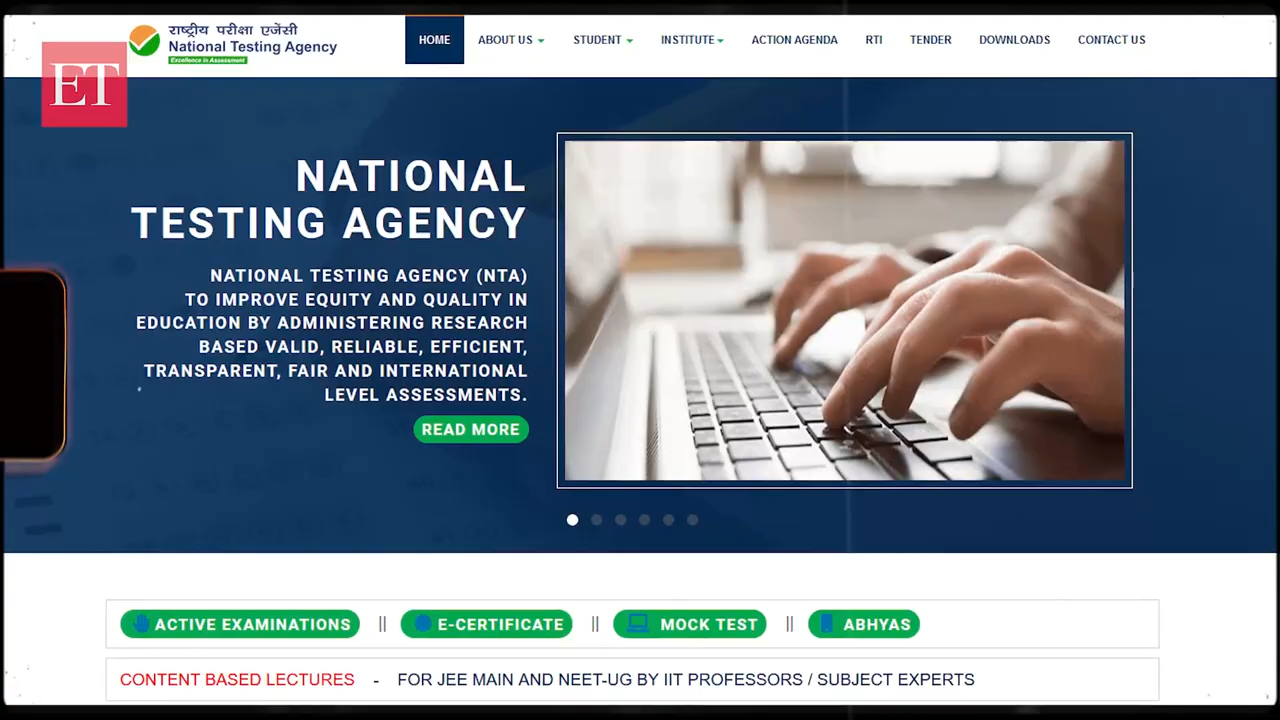 राष्ट्रीय परीक्षा एजेंसी
National Testing Agency
Excellence in Assessment
ET
HOME ABOUT US STUDENT INSTITUTE ACTION AGENDA RTI TENDER DOWNLOADS CONTACT US
NATIONAL
TESTING AGENCY
NATIONAL TESTING AGENCY (NTA)
TO IMPROVE EQUITY AND QUALITY IN
EDUCATION BY ADMINISTERING RESEARCH
BASED VALID, RELIABLE, EFFICIENT,
TRANSPARENT, FAIR AND INTERNATIONAL
LEVEL ASSESSMENTS.
READ MORE
ACTIVE EXAMINATIONS || E-CERTIFICATE || MOCK TEST || ABHYAS
CONTENT BASED LECTURES - FOR JEE MAIN AND NEET-UG BY IIT PROFESSORS / SUBJECT EXPERTS